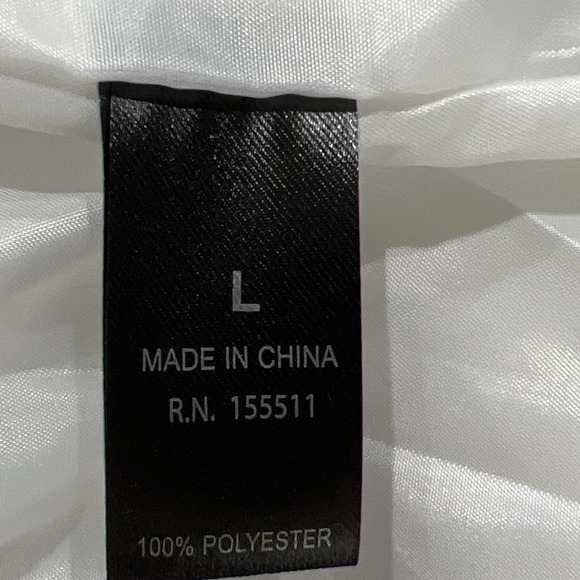 L
MADE IN CHINA
R.N. 155511
100% POLYESTER